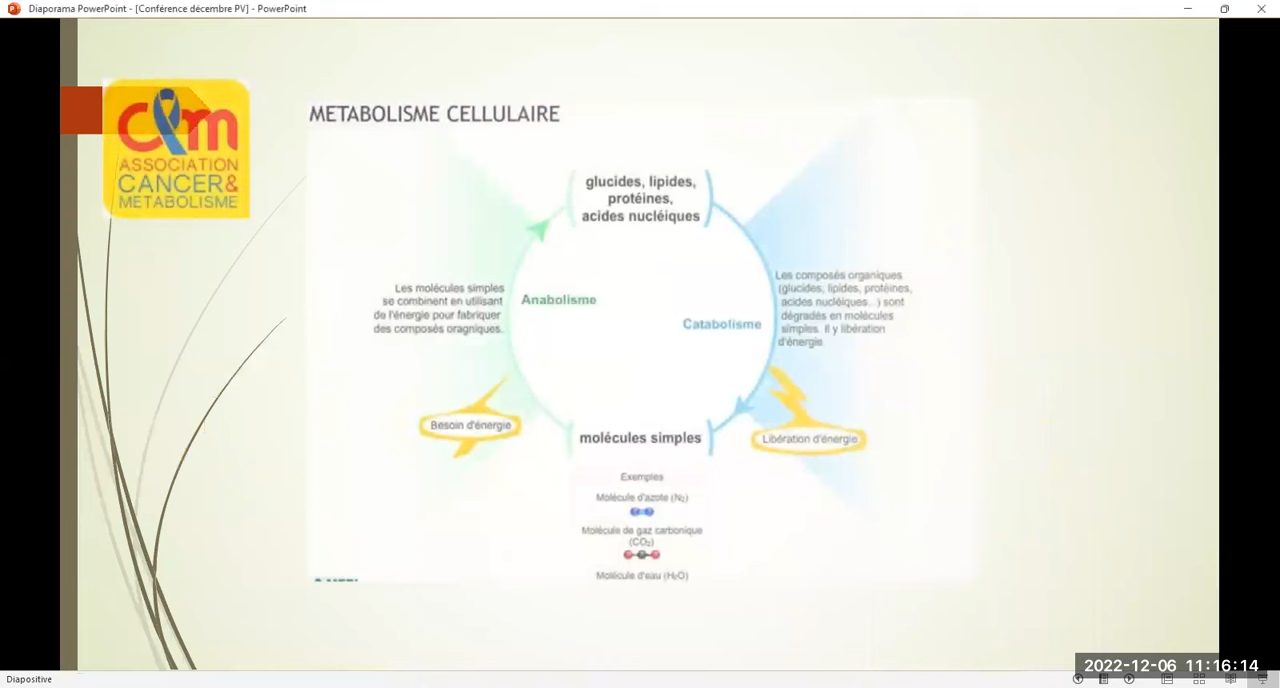 Diaporama PowerPoint - [Conférence décembre PV] - PowerPoint
METABOLISME CELLULAIRE
clm
ASSOCIATION
CANCER&
METABOLISME
glucides, lipides,
protéines,
acides nucléiques
Les molécules simples
se combinent en utilisant
de l'énergie pour fabriquer
des composés oragniques.
Anabolisme
Catabolisme
Les composés organiques
(glucides, lipides, protéines,
acides nucléiques...) sont
dégradés en molécules
simples. Il y libération
d'énergie
Besoin d'énergie
molécules simples
Libération d'énergie
Exemples
Molécule d'azote (N₂)
Molécule de gaz carbonique
(CO₂)
Molécule d'eau (H₂O)
2022-12-06 11:16:14
Diapositive